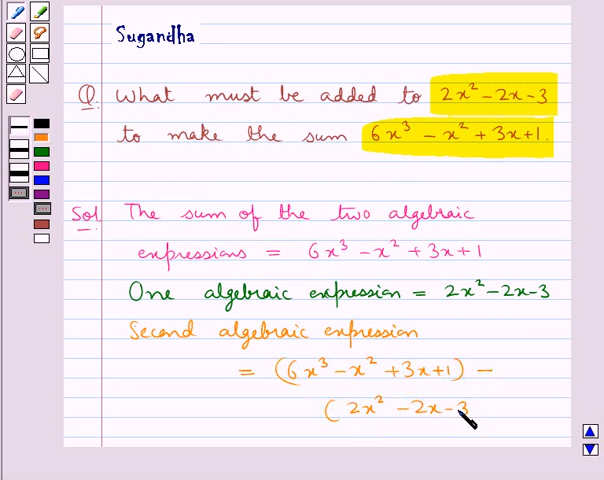 Sugandha
Q. What must be added to 2x² - 2x - 3
to make the sum 6x³ - x² + 3x + 1.
Sol. The sum of the two algebraic
expressions = 6x³ - x² + 3x + 1
One algebraic expression = 2x² - 2x - 3
Second algebraic expression
= (6x³ - x² + 3x + 1) -
(2x² - 2x - 3